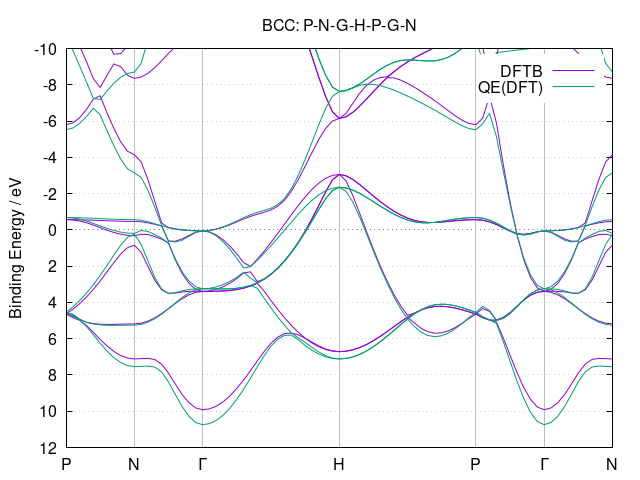 BCC: P-N-G-H-P-G-N
DFTB
QE(DFT)
Binding Energy / eV
-10
-8
-6
-4
-2
0
2
4
6
8
10
12
P N Γ H P Γ N